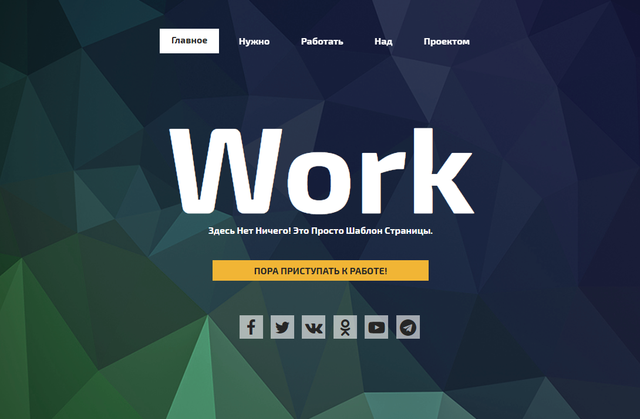 Главное Нужно Работать Над Проектом
Work
Здесь Нет Ничего! Это Просто Шаблон Страницы.
ПОРА ПРИСТУПАТЬ К РАБОТЕ!